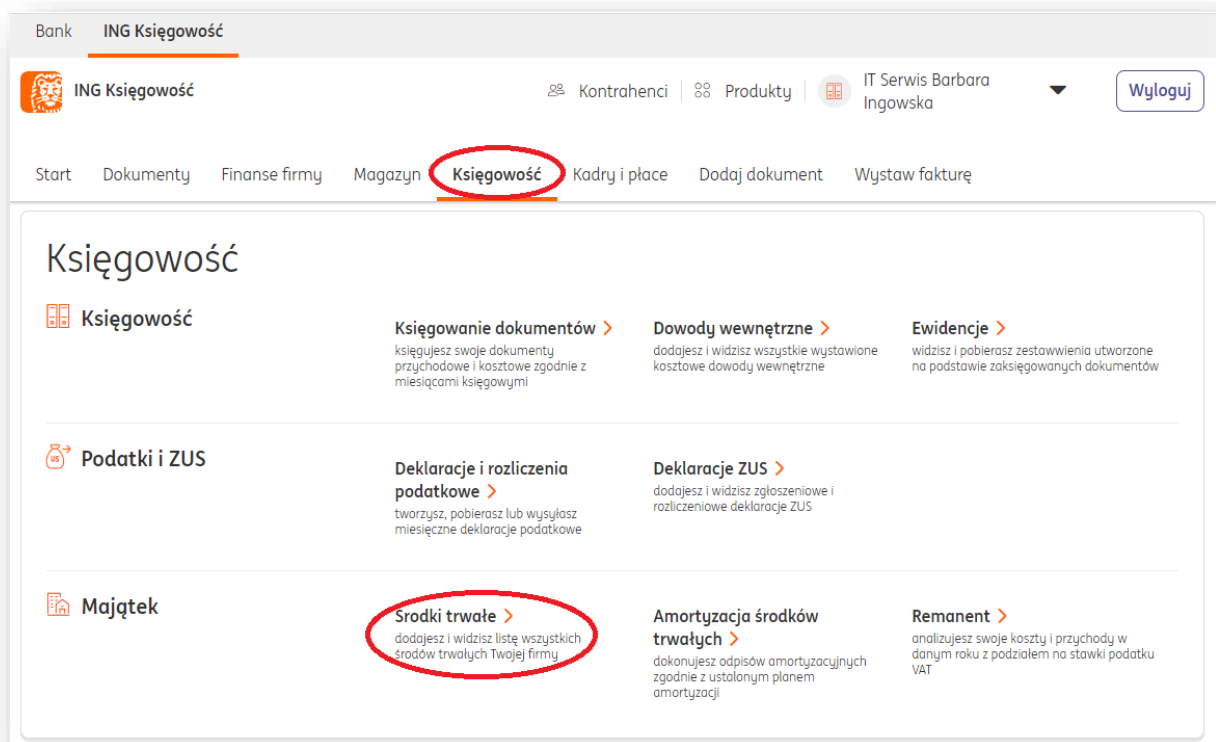 Bank ING Księgowość
ING Księgowość Kontrahenci Produkty IT Serwis Barbara Ingowska Wyloguj
Start Dokumenty Finanse firmy Magazyn Księgowość Kadry i płace Dodaj dokument Wystaw fakturę
Księgowość
Księgowość
Księgowanie dokumentów >
księgujesz swoje dokumenty
przychodowe i kosztowe zgodnie z
miesiącami księgowymi
Dowody wewnętrzne >
dodajesz i widzisz wszystkie wystawione
kosztowe dowody wewnętrzne
Ewidencje >
widzisz i pobierasz zestawwienia utworzone
na podstawie zaksięgowanych dokumentów
Podatki i ZUS
US
Deklaracje i rozliczenia
podatkowe >
tworzysz, pobierasz lub wysyłasz
miesięczne deklaracje podatkowe
Deklaracje ZUS >
dodajesz i widzisz zgłoszeniowe i
rozliczeniowe deklaracje ZUS
Majątek
Srodki trwałe >
dodajesz i widzisz listę wszystkich
środów trwałych Twojej firmy
Amortyzacja środków
trwałych >
dokonujesz odpisów amortyzacyjnych
zgodnie z ustalonym planem
amortyzacji
Remanent >
analizujesz swoje koszty i przychody w
danym roku z podziałem na stawki podatku
VAT